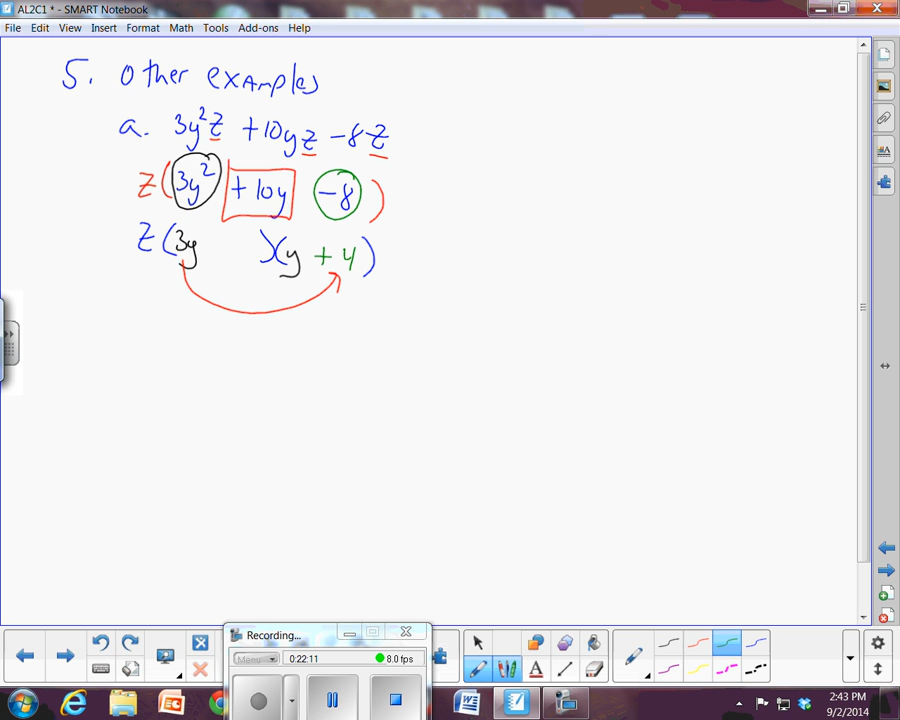 AL2C1 * - SMART Notebook
File Edit View Insert Format Math Tools Add-ons Help
5. Other examples
a. 3y²z +10yz -8z
z(3y² +10y -8)
z(3y )(y + 4)
Recording...
Menu 0:22:11 8.0 fps
2:43 PM
9/2/2014